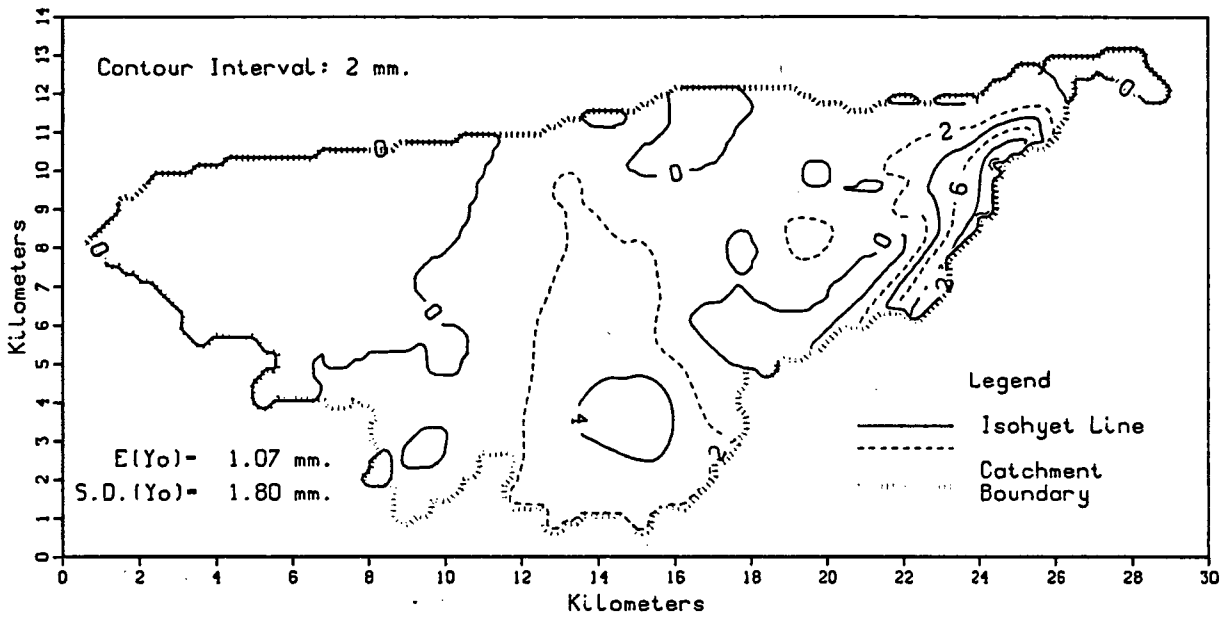 Contour Interval: 2 mm.
14
13
12
11
10
9
8
7
6
5
4
3
2
1
0
Kilometers
0
0
0
0
0
0
2
6
2
4
2
E(Yo)= 1.07 mm.
S.D.(Yo)= 1.80 mm.
Legend
Isohyet Line
Catchment
Boundary
0 2 4 6 8 10 12 14 16 18 20 22 24 26 28 30
Kilometers